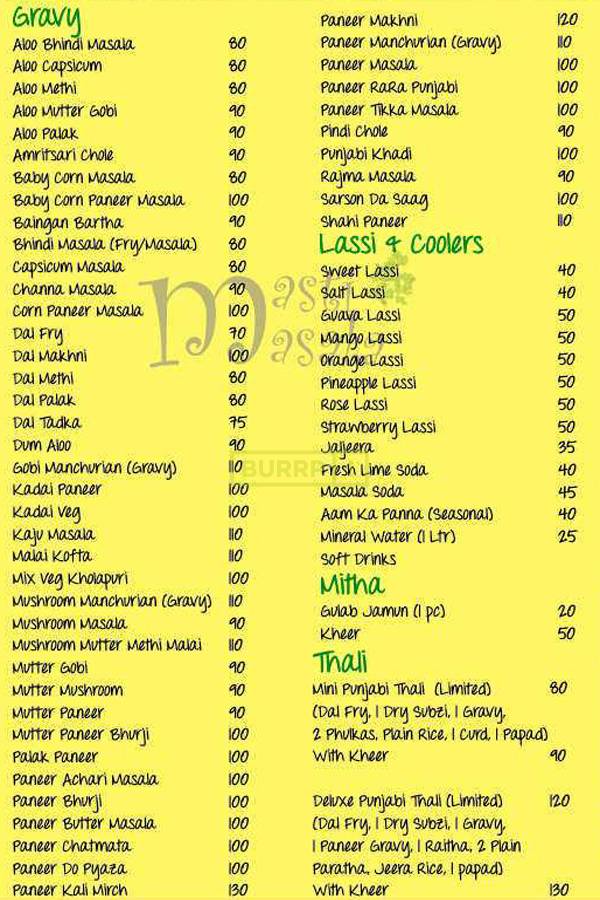 Gravy
Aloo Bhindi Masala 80
Aloo Capsicum 80
Aloo Methi 80
Aloo Mutter Gobi 90
Aloo Palak 90
Amritsari Chole 90
Baby Corn Masala 80
Baby Corn Paneer Masala 100
Baingan Bartha 90
Bhindi Masala (Fry/Masala) 80
Capsicum Masala 80
Channa Masala 90
Corn Paneer Masala 100
Dal Fry 70
Dal Makhni 100
Dal Methi 80
Dal Palak 80
Dal Tadka 75
Dum Aloo 90
Gobi Manchurian (Gravy) 110
Kadai Paneer 100
Kadai Veg 100
Kaju Masala 110
Malai Kofta 110
Mix Veg Kholapuri 100
Mushroom Manchurian (Gravy) 110
Mushroom Masala 90
Mushroom Mutter Methi Malai 110
Mutter Gobi 90
Mutter Mushroom 90
Mutter Paneer 90
Mutter Paneer Bhurji 100
Palak Paneer 100
Paneer Achari Masala 100
Paneer Bhurji 100
Paneer Butter Masala 100
Paneer Chatmata 100
Paneer Do Pyaza 100
Paneer Kali Mirch 130
Paneer Makhni 120
Paneer Manchurian (Gravy) 110
Paneer Masala 100
Paneer RaRa Punjabi 100
Paneer Tikka Masala 100
Pindi Chole 90
Punjabi Khadi 100
Rajma Masala 90
Sarson Da Saag 100
Shahi Paneer 110
Lassi & Coolers
Sweet Lassi 40
Salt Lassi 40
Guava Lassi 50
Mango Lassi 50
Orange Lassi 50
Pineapple Lassi 50
Rose Lassi 50
Strawberry Lassi 50
Jaljeera 35
Fresh Lime Soda 40
Masala Soda 45
Aam Ka Panna (Seasonal) 40
Mineral Water (1 Ltr) 25
Soft Drinks
Mitha
Gulab Jamun (1 pc) 20
Kheer 50
Thali
Mini Punjabi Thali (Limited) 80
(Dal Fry, 1 Dry Subzi, 1 Gravy,
2 Phulkas, Plain Rice, 1 Curd, 1 Papad)
With Kheer 90
Deluxe Punjabi Thali (Limited) 120
(Dal Fry, 1 Dry Subzi, 1 Gravy,
1 Paneer Gravy, 1 Raitha, 2 Plain
Paratha, Jeera Rice, 1 papad)
With Kheer 130
Masti
Masala
BURRP